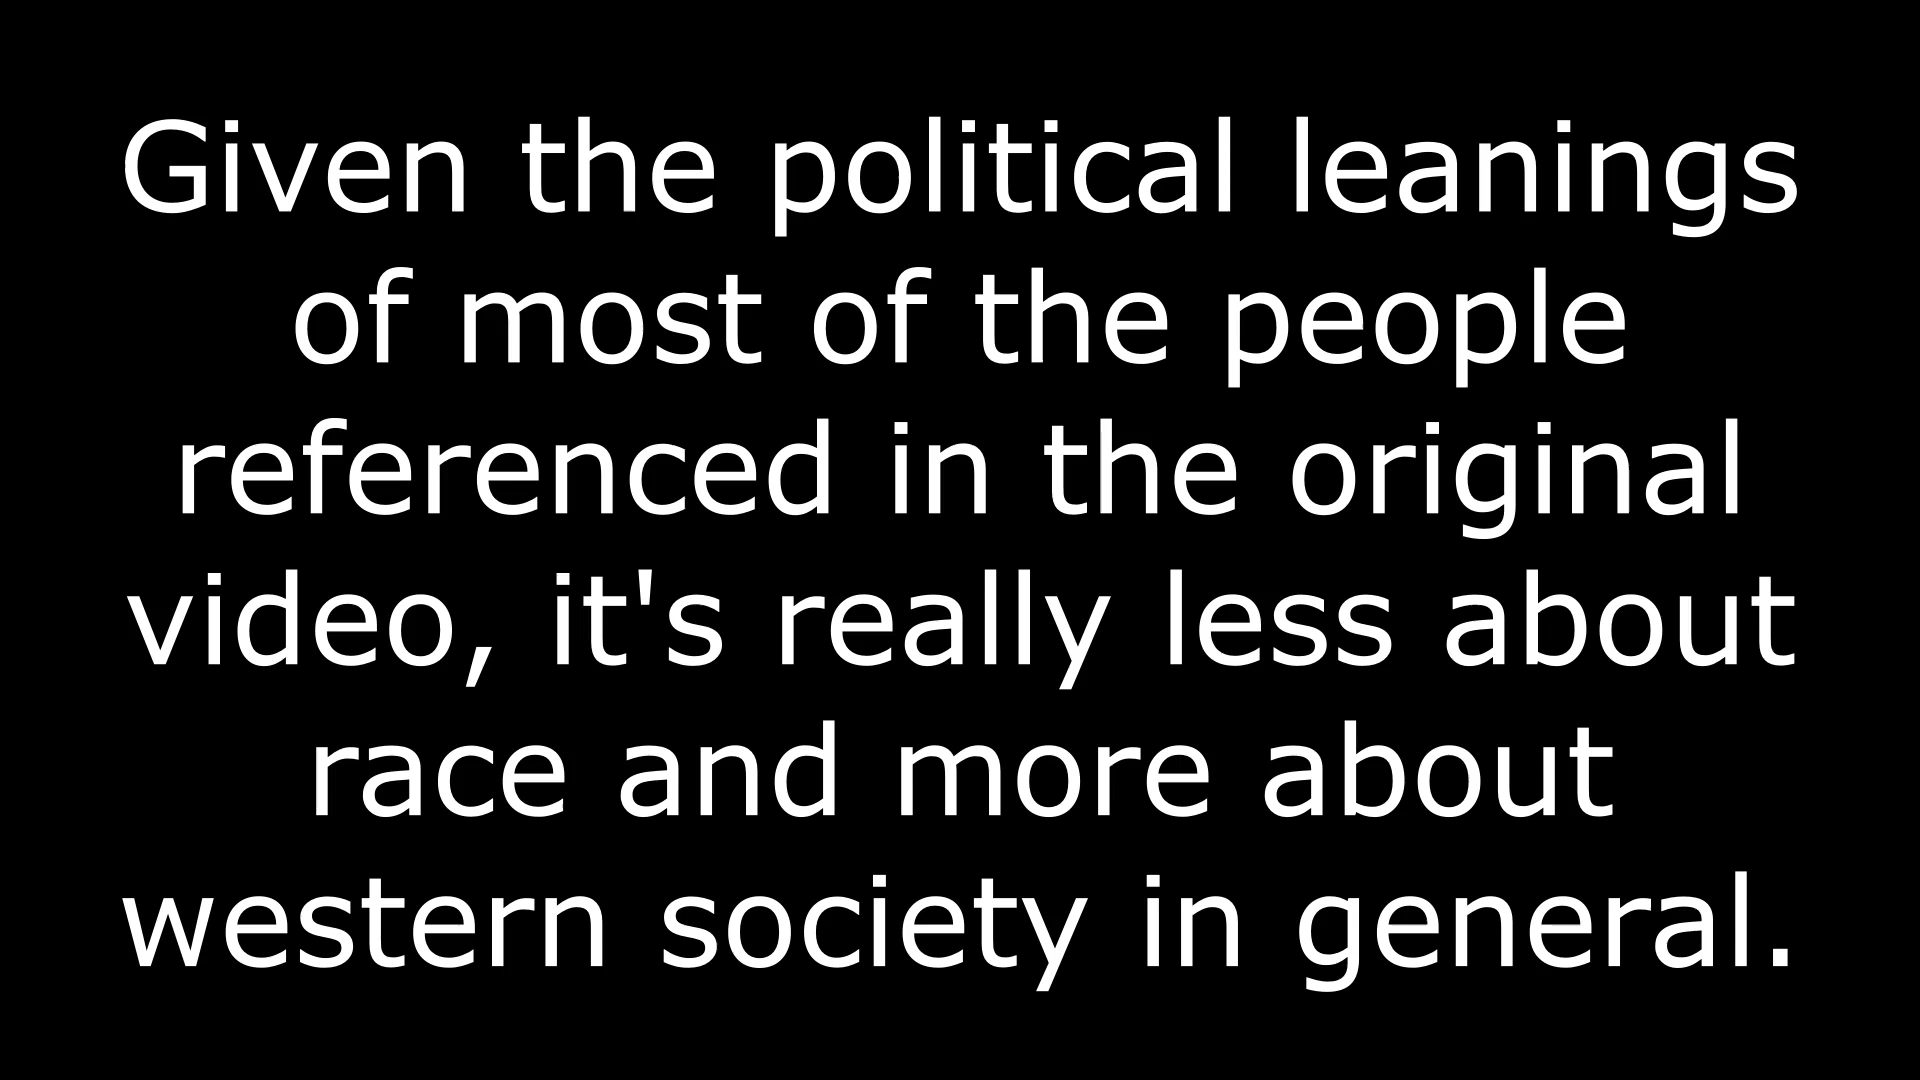 Given the political leanings
of most of the people
referenced in the original
video, it's really less about
race and more about
western society in general.